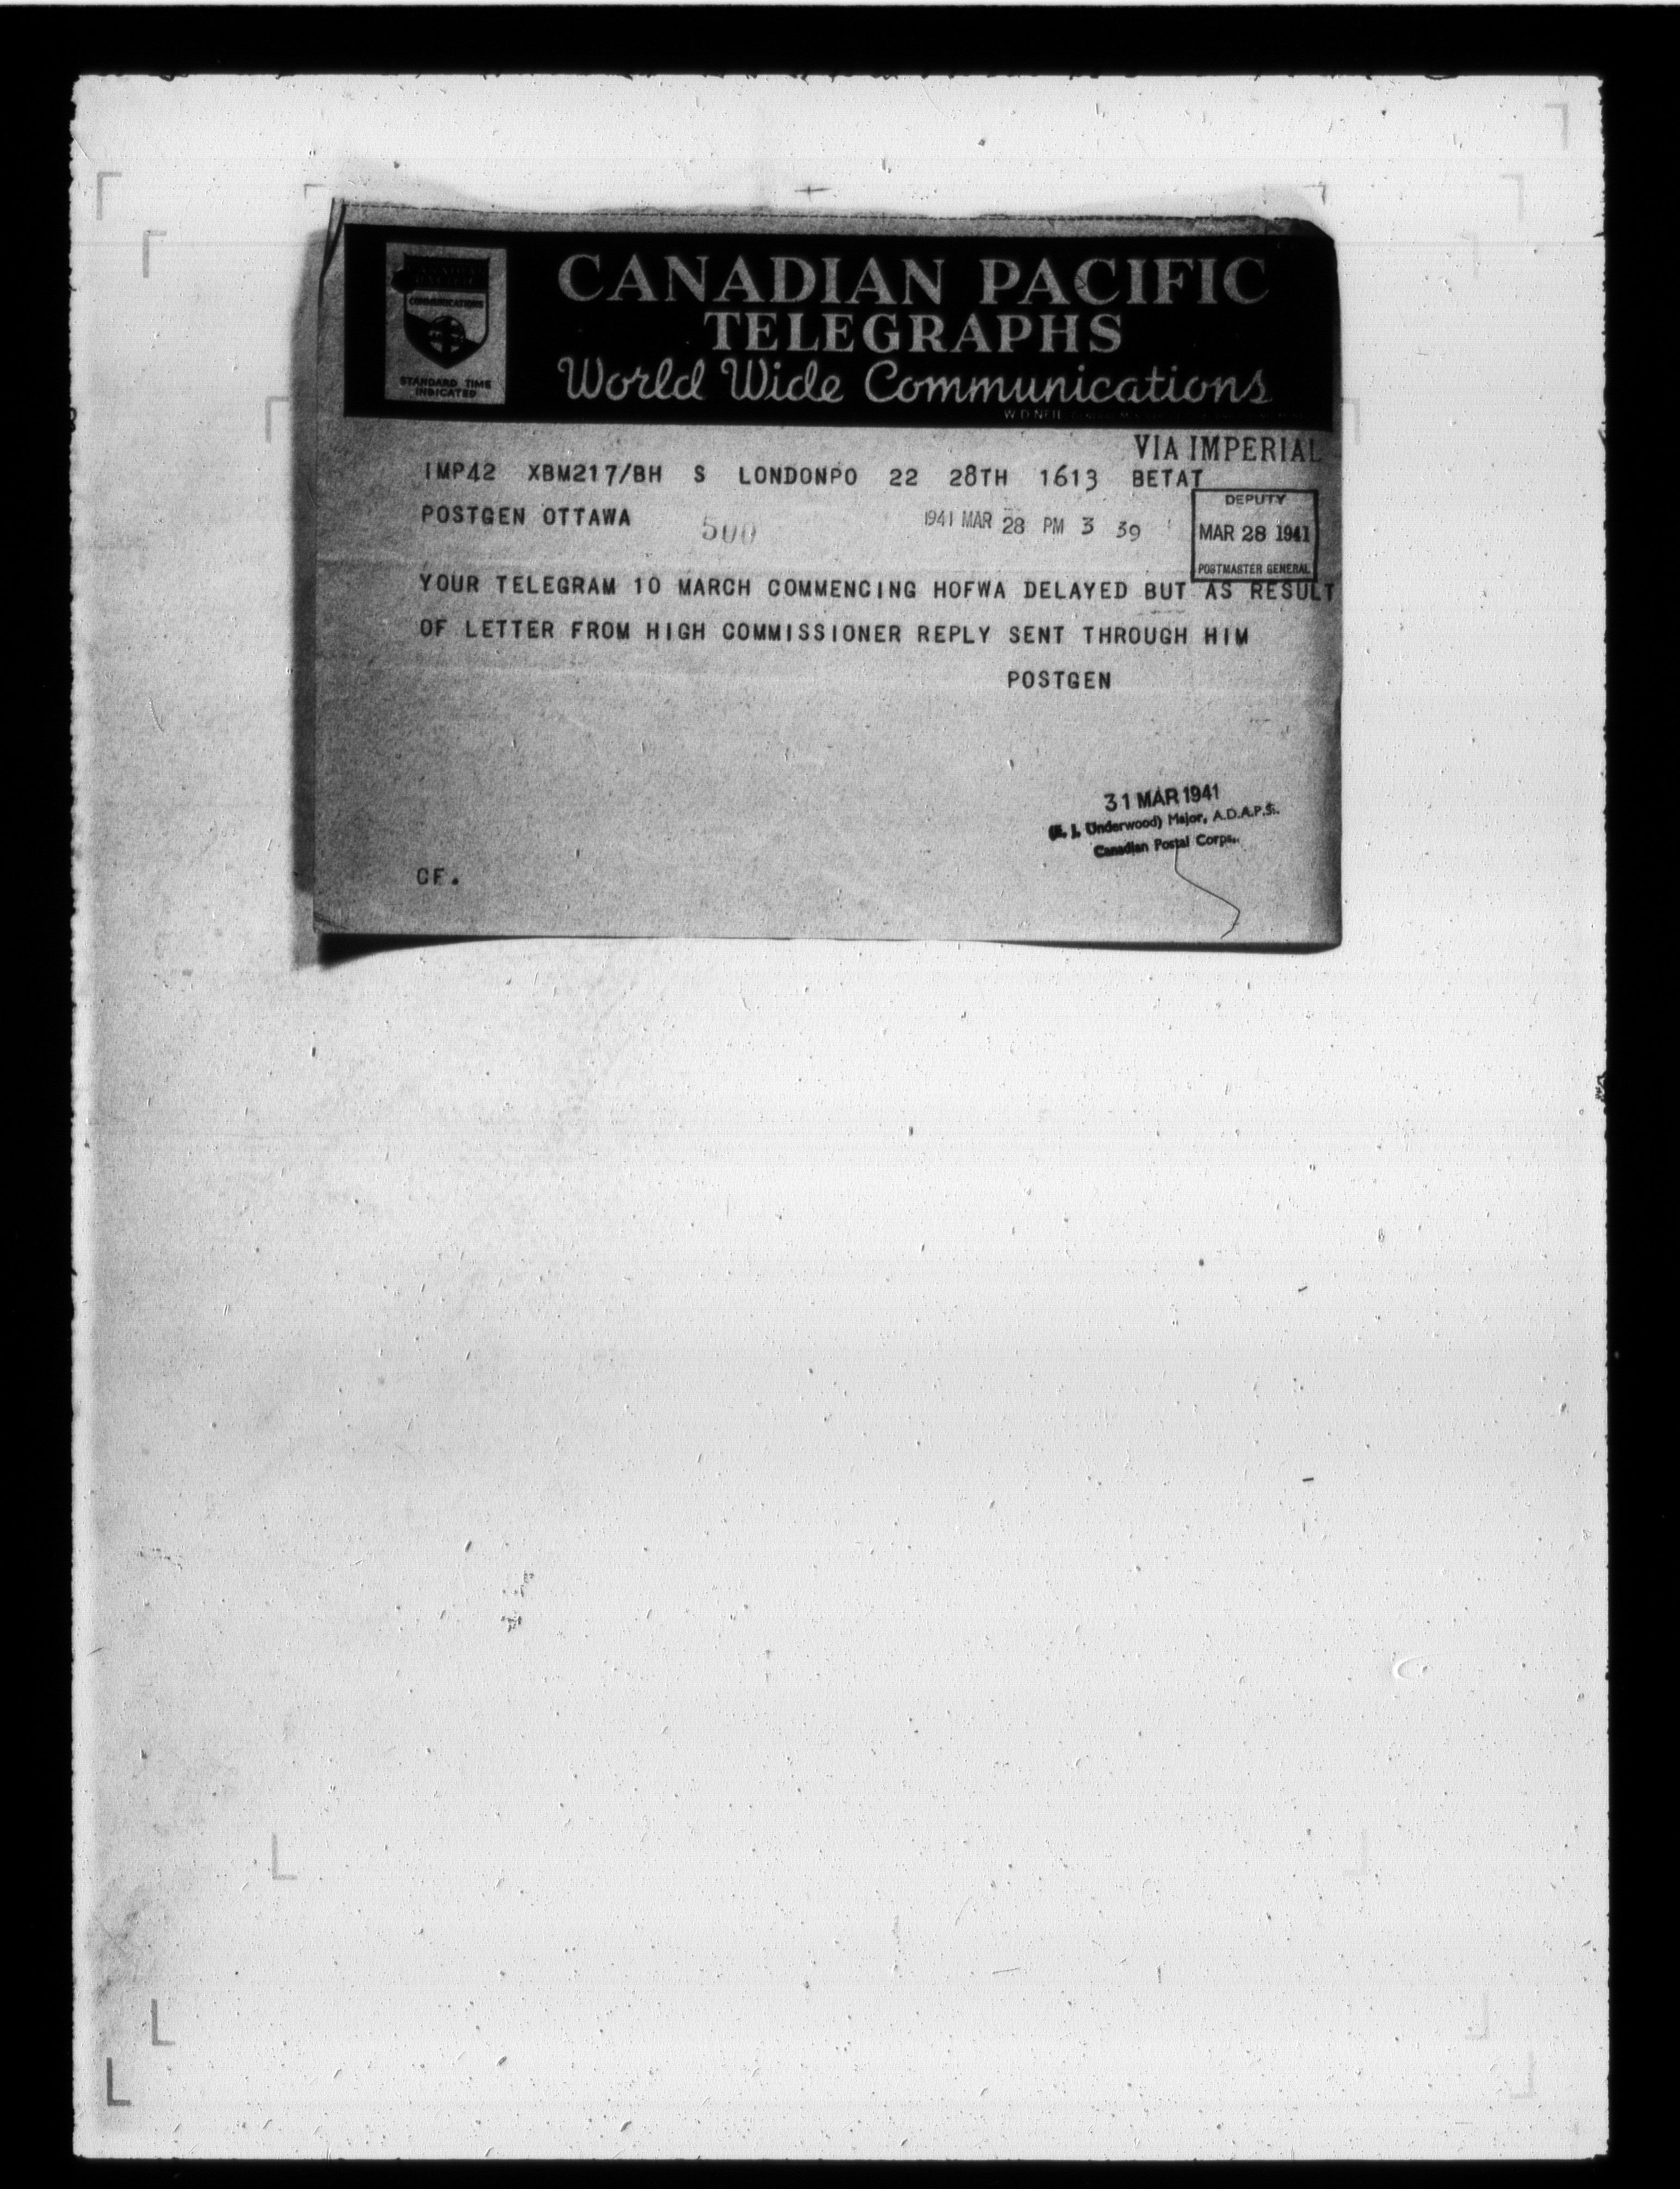 CANADIAN PACIFIC
TELEGRAPHS
World Wide Communications
COMMUNICATIONS
STANDARD TIME
INDICATED
W.D. NEIL
VIA IMPERIAL
IMP42 XBM217/BH S LONDONPO 22 28TH 1613 BETAT
POSTGEN OTTAWA
500
1941 MAR 28 PM 3 39
DEPUTY
MAR 28 1941
POSTMASTER GENERAL
YOUR TELEGRAM 10 MARCH COMMENCING HOFWA DELAYED BUT AS RESULT
OF LETTER FROM HIGH COMMISSIONER REPLY SENT THROUGH HIM
POSTGEN
31 MAR 1941
(E. J. Underwood) Major, A.D.A.P.S.
Canadian Postal Corps.
CF.